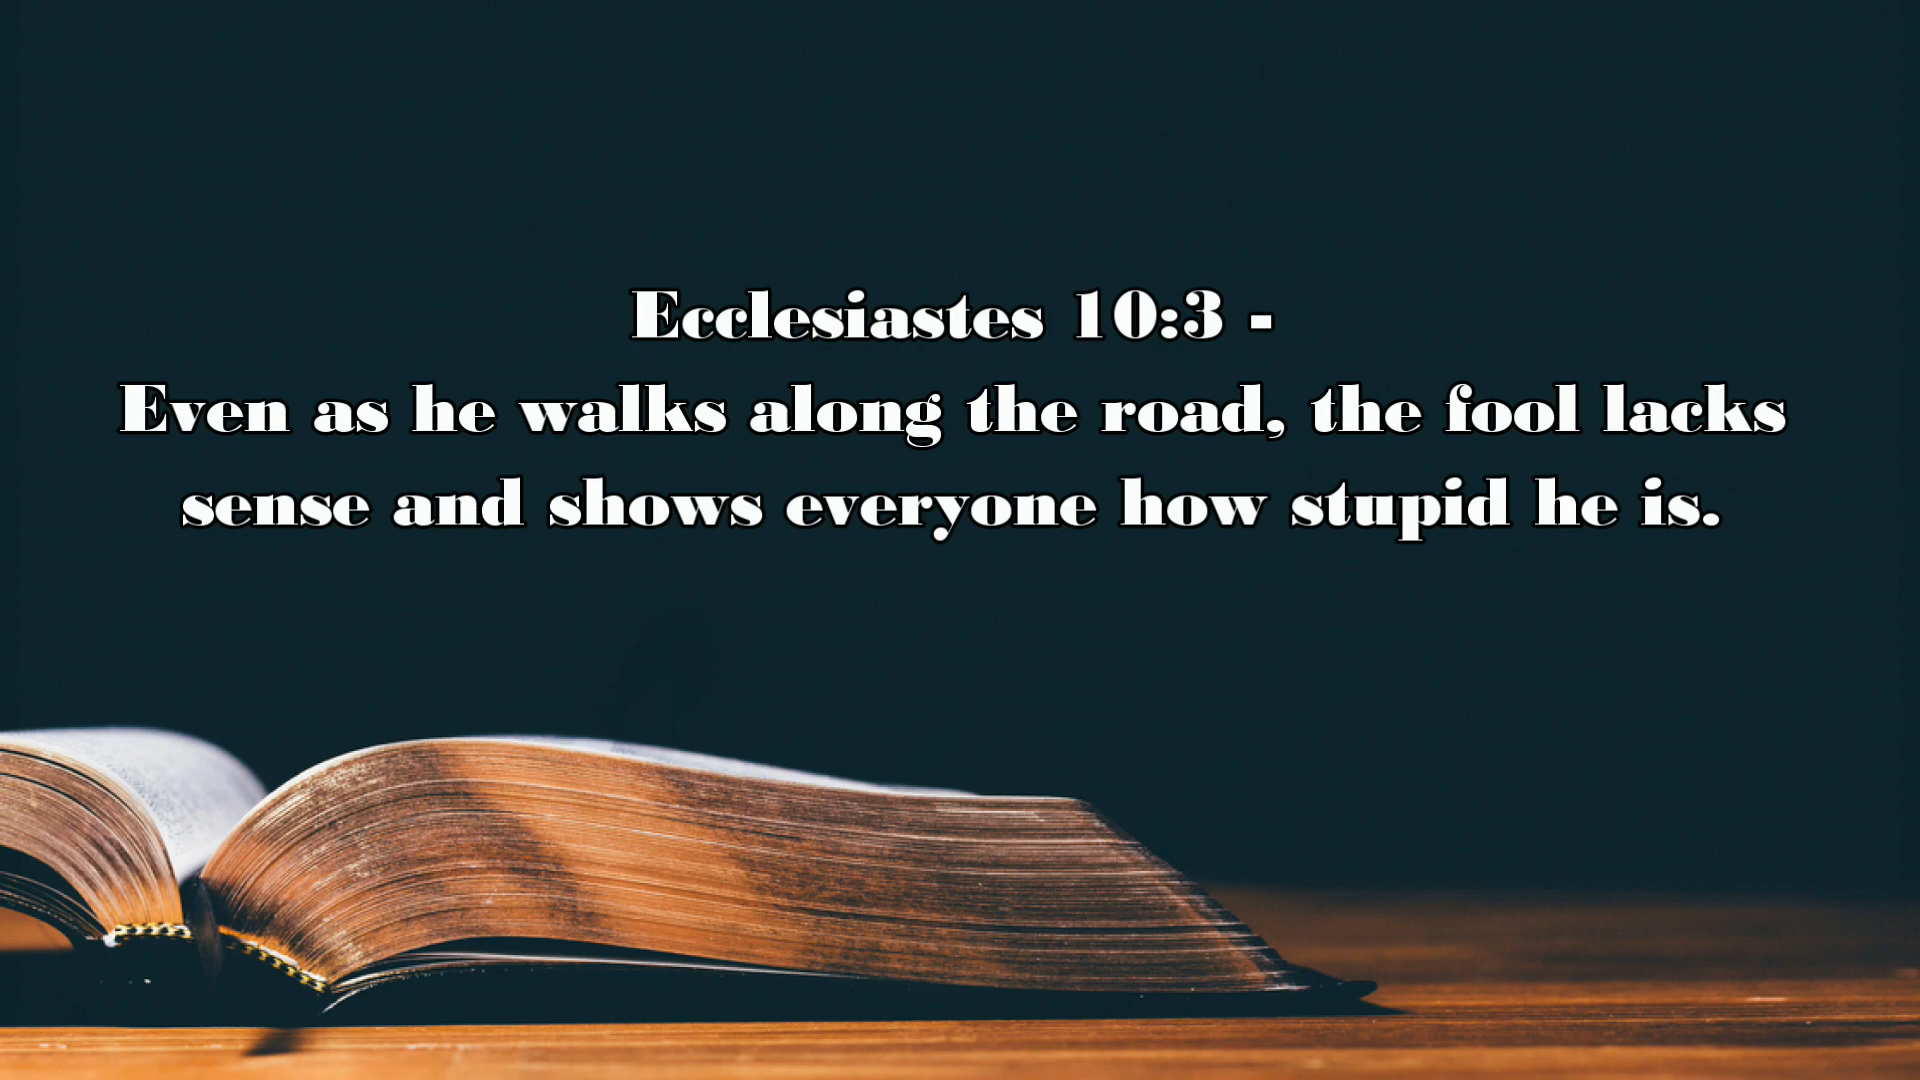 Ecclesiastes 10:3 -
Even as he walks along the road, the fool lacks
sense and shows everyone how stupid he is.